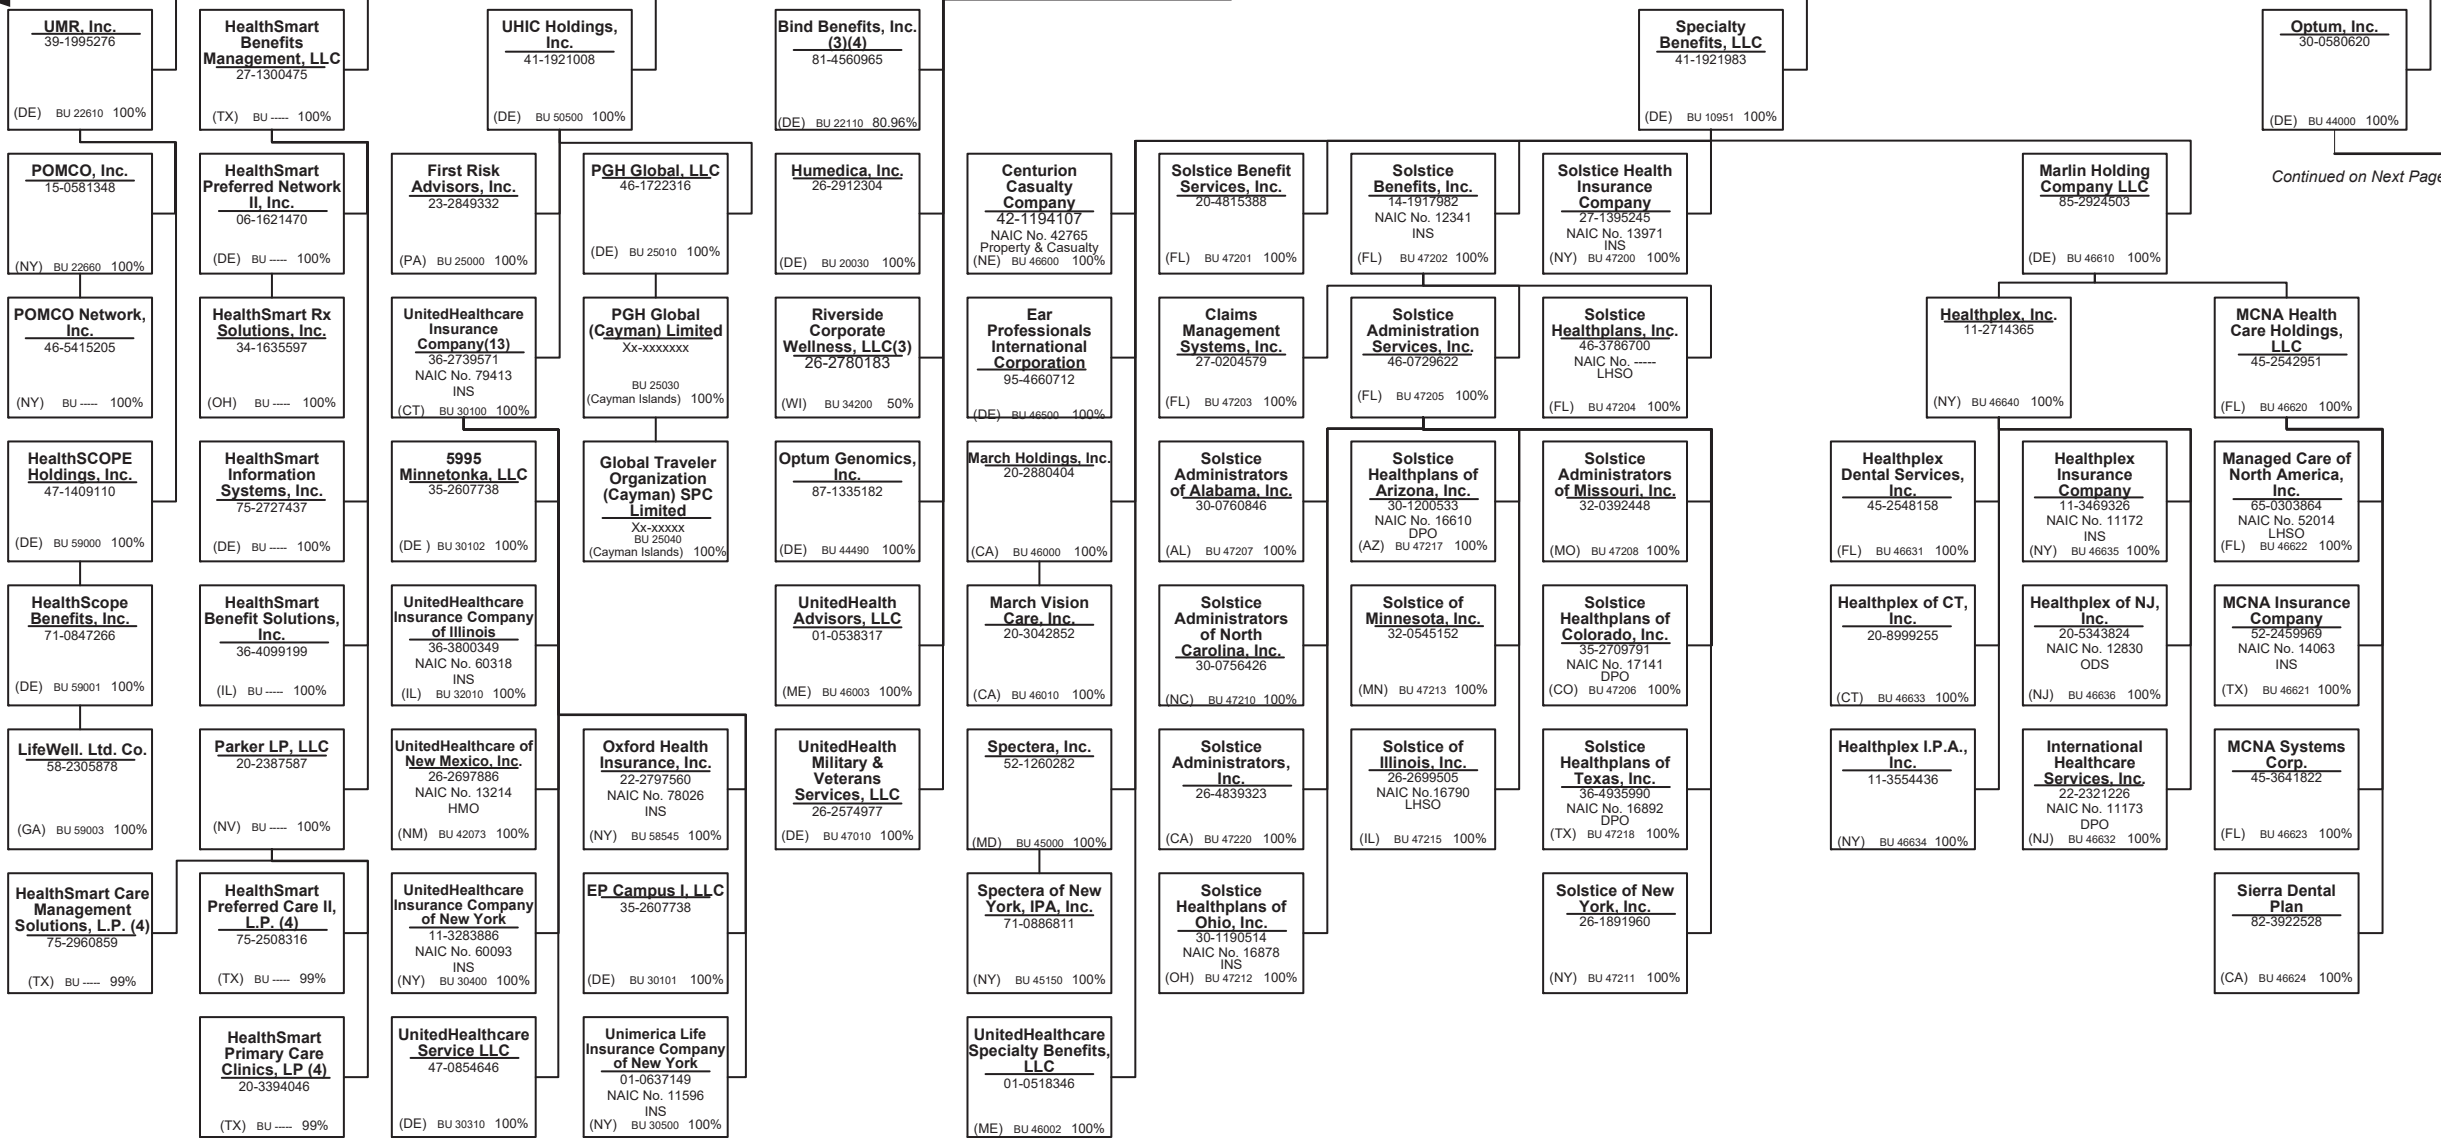 UMR, Inc.
39-1995276
(DE) BU 22610 100%
HealthSmart
Benefits
Management, LLC
27-1300475
(TX) BU ----- 100%
UHIC Holdings,
Inc.
41-1921008
(DE) BU 50500 100%
Bind Benefits, Inc.
(3)(4)
81-4560965
(DE) BU 22110 80.96%
Specialty
Benefits, LLC
41-1921983
(DE) BU 10951 100%
Optum, Inc.
30-0580620
(DE) BU 44000 100%
Continued on Next Page
POMCO, Inc.
15-0581348
(NY) BU 22660 100%
HealthSmart
Preferred Network
II, Inc.
06-1621470
(DE) BU ----- 100%
First Risk
Advisors, Inc.
23-2849332
(PA) BU 25000 100%
PGH Global, LLC
46-1722316
(DE) BU 25010 100%
Humedica, Inc.
26-2912304
(DE) BU 20030 100%
Centurion
Casualty
Company
42-1194107
NAIC No. 42765
Property & Casualty
(NE) BU 46600 100%
Solstice Benefit
Services, Inc.
20-4815388
(FL) BU 47201 100%
Solstice
Benefits, Inc.
14-1917982
NAIC No. 12341
INS
(FL) BU 47202 100%
Solstice Health
Insurance
Company
27-1395245
NAIC No. 13971
INS
(NY) BU 47200 100%
Marlin Holding
Company LLC
85-2924503
(DE) BU 46610 100%
POMCO Network,
Inc.
46-5415205
(NY) BU ----- 100%
HealthSmart Rx
Solutions, Inc.
34-1635597
(OH) BU ----- 100%
UnitedHealthcare
Insurance
Company(13)
36-2739571
NAIC No. 79413
INS
(CT) BU 30100 100%
PGH Global
(Cayman) Limited
Xx-xxxxxxx
BU 25030
(Cayman Islands) 100%
Riverside
Corporate
Wellness, LLC(3)
26-2780183
(WI) BU 34200 50%
Ear
Professionals
International
Corporation
95-4660712
(DE) BU 46500 100%
Claims
Management
Systems, Inc.
27-0204579
(FL) BU 47203 100%
Solstice
Administration
Services, Inc.
46-0729622
(FL) BU 47205 100%
Solstice
Healthplans, Inc.
46-3786700
NAIC No. -----
LHSO
(FL) BU 47204 100%
Healthplex, Inc.
11-2714365
(NY) BU 46640 100%
MCNA Health
Care Holdings,
LLC
45-2542951
(FL) BU 46620 100%
HealthSCOPE
Holdings, Inc.
47-1409110
(DE) BU 59000 100%
HealthSmart
Information
Systems, Inc.
75-2727437
(DE) BU ----- 100%
5995
Minnetonka, LLC
35-2607738
(DE ) BU 30102 100%
Global Traveler
Organization
(Cayman) SPC
Limited
Xx-xxxxx
BU 25040
(Cayman Islands) 100%
Optum Genomics,
Inc.
87-1335182
(DE) BU 44490 100%
March Holdings, Inc.
20-2880404
(CA) BU 46000 100%
Solstice
Administrators
of Alabama, Inc.
30-0760846
(AL) BU 47207 100%
Solstice
Healthplans of
Arizona, Inc.
30-1200533
NAIC No. 16610
DPO
(AZ) BU 47217 100%
Solstice
Administrators
of Missouri, Inc.
32-0392448
(MO) BU 47208 100%
Healthplex
Dental Services,
Inc.
45-2548158
(FL) BU 46631 100%
Healthplex
Insurance
Company
11-3469326
NAIC No. 11172
INS
(NY) BU 46635 100%
Managed Care of
North America,
Inc.
65-0303864
NAIC No. 52014
LHSO
(FL) BU 46622 100%
HealthScope
Benefits, Inc.
71-0847266
(DE) BU 59001 100%
HealthSmart
Benefit Solutions,
Inc.
36-4099199
(IL) BU ----- 100%
UnitedHealthcare
Insurance Company
of Illinois
36-3800349
NAIC No. 60318
INS
(IL) BU 32010 100%
UnitedHealth
Advisors, LLC
01-0538317
(ME) BU 46003 100%
March Vision
Care, Inc.
20-3042852
(CA) BU 46010 100%
Solstice
Administrators
of North
Carolina, Inc.
30-0756426
(NC) BU 47210 100%
Solstice of
Minnesota, Inc.
32-0545152
(MN) BU 47213 100%
Solstice
Healthplans of
Colorado, Inc.
35-2709791
NAIC No. 17141
DPO
(CO) BU 47206 100%
Healthplex of CT,
Inc.
20-8999255
(CT) BU 46633 100%
Healthplex of NJ,
Inc.
20-5343824
NAIC No. 12830
ODS
(NJ) BU 46636 100%
MCNA Insurance
Company
52-2459969
NAIC No. 14063
INS
(TX) BU 46621 100%
LifeWell. Ltd. Co.
58-2305878
(GA) BU 59003 100%
Parker LP, LLC
20-2387587
(NV) BU ----- 100%
UnitedHealthcare of
New Mexico, Inc.
26-2697886
NAIC No. 13214
HMO
(NM) BU 42073 100%
Oxford Health
Insurance, Inc.
22-2797560
NAIC No. 78026
INS
(NY) BU 58545 100%
UnitedHealth
Military &
Veterans
Services, LLC
26-2574977
(DE) BU 47010 100%
Spectera, Inc.
52-1260282
(MD) BU 45000 100%
Solstice
Administrators,
Inc.
26-4839323
(CA) BU 47220 100%
Solstice of
Illinois, Inc.
26-2699505
NAIC No.16790
LHSO
(IL) BU 47215 100%
Solstice
Healthplans of
Texas, Inc.
36-4935990
NAIC No. 16892
DPO
(TX) BU 47218 100%
Healthplex I.P.A.,
Inc.
11-3554436
(NY) BU 46634 100%
International
Healthcare
Services, Inc.
22-2321226
NAIC No. 11173
DPO
(NJ) BU 46632 100%
MCNA Systems
Corp.
45-3641822
(FL) BU 46623 100%
HealthSmart Care
Management
Solutions, L.P. (4)
75-2960859
(TX) BU ----- 99%
HealthSmart
Preferred Care II,
L.P. (4)
75-2508316
(TX) BU ----- 99%
UnitedHealthcare
Insurance Company
of New York
11-3283886
NAIC No. 60093
INS
(NY) BU 30400 100%
EP Campus I, LLC
35-2607738
(DE) BU 30101 100%
Spectera of New
York, IPA, Inc.
71-0886811
(NY) BU 45150 100%
Solstice
Healthplans of
Ohio, Inc.
30-1190514
NAIC No. 16878
INS
(OH) BU 47212 100%
Solstice of New
York, Inc.
26-1891960
(NY) BU 47211 100%
Sierra Dental
Plan
82-3922528
(CA) BU 46624 100%
HealthSmart
Primary Care
Clinics, LP (4)
20-3394046
(TX) BU ----- 99%
UnitedHealthcare
Service LLC
47-0854646
(DE) BU 30310 100%
Unimerica Life
Insurance Company
of New York
01-0637149
NAIC No. 11596
INS
(NY) BU 30500 100%
UnitedHealthcare
Specialty Benefits,
LLC
01-0518346
(ME) BU 46002 100%